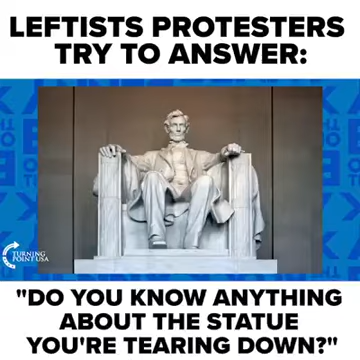 LEFTISTS PROTESTERS
TRY TO ANSWER:
TURNING
POINT USA
"DO YOU KNOW ANYTHING
ABOUT THE STATUE
YOU'RE TEARING DOWN?"